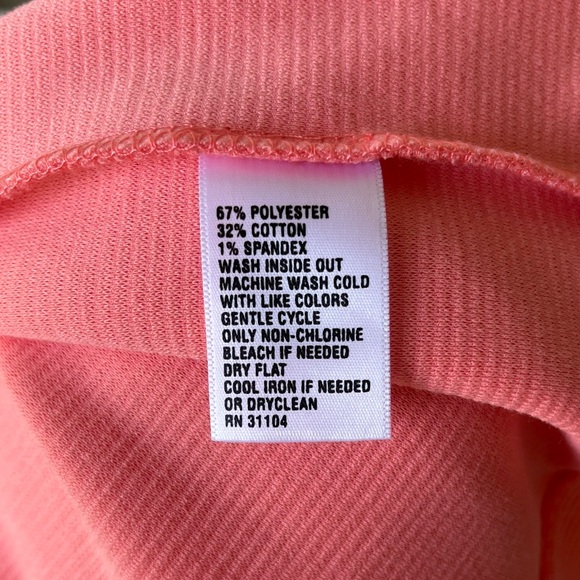 67% POLYESTER
32% COTTON
1% SPANDEX
WASH INSIDE OUT
MACHINE WASH COLD
WITH LIKE COLORS
GENTLE CYCLE
ONLY NON-CHLORINE
BLEACH IF NEEDED
DRY FLAT
COOL IRON IF NEEDED
OR DRYCLEAN
RN 31104